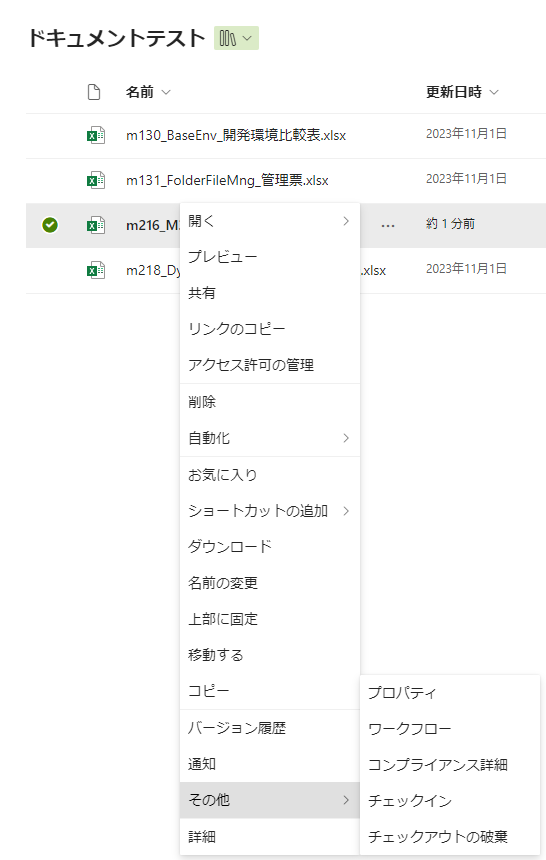 ドキュメントテスト
名前 更新日時
m130_BaseEnv_開発環境比較表.xlsx 2023年11月1日
m131_FolderFileMng_管理票.xlsx 2023年11月1日
m216_M 約 1 分前
m218_Dy .xlsx 2023年11月1日
開く
プレビュー
共有
リンクのコピー
アクセス許可の管理
削除
自動化
お気に入り
ショートカットの追加
ダウンロード
名前の変更
上部に固定
移動する
コピー
バージョン履歴
通知
その他
詳細
プロパティ
ワークフロー
コンプライアンス詳細
チェックイン
チェックアウトの破棄